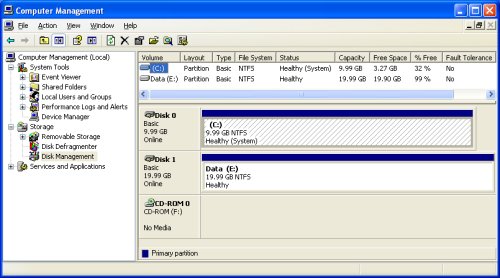 Computer Management
File Action View Window Help
Computer Management (Local)
System Tools
Event Viewer
Shared Folders
Local Users and Groups
Performance Logs and Alerts
Device Manager
Storage
Removable Storage
Disk Defragmenter
Disk Management
Services and Applications
Volume Layout Type File System Status Capacity Free Space % Free Fault Tolerance
(C:) Partition Basic NTFS Healthy (System) 9.99 GB 3.27 GB 32 % No
Data (E:) Partition Basic NTFS Healthy 19.99 GB 19.90 GB 99 % No
Disk 0
Basic
9.99 GB
Online
(C:)
9.99 GB NTFS
Healthy (System)
Disk 1
Basic
19.99 GB
Online
Data (E:)
19.99 GB NTFS
Healthy
CD-ROM 0
CD-ROM (F:)
No Media
Primary partition